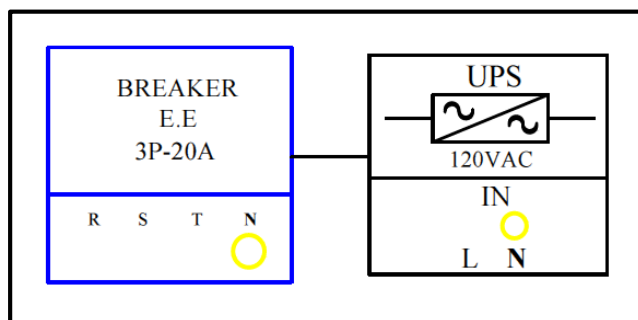 BREAKER
E.E
3P-20A
R S T N
UPS
120VAC
IN
L N